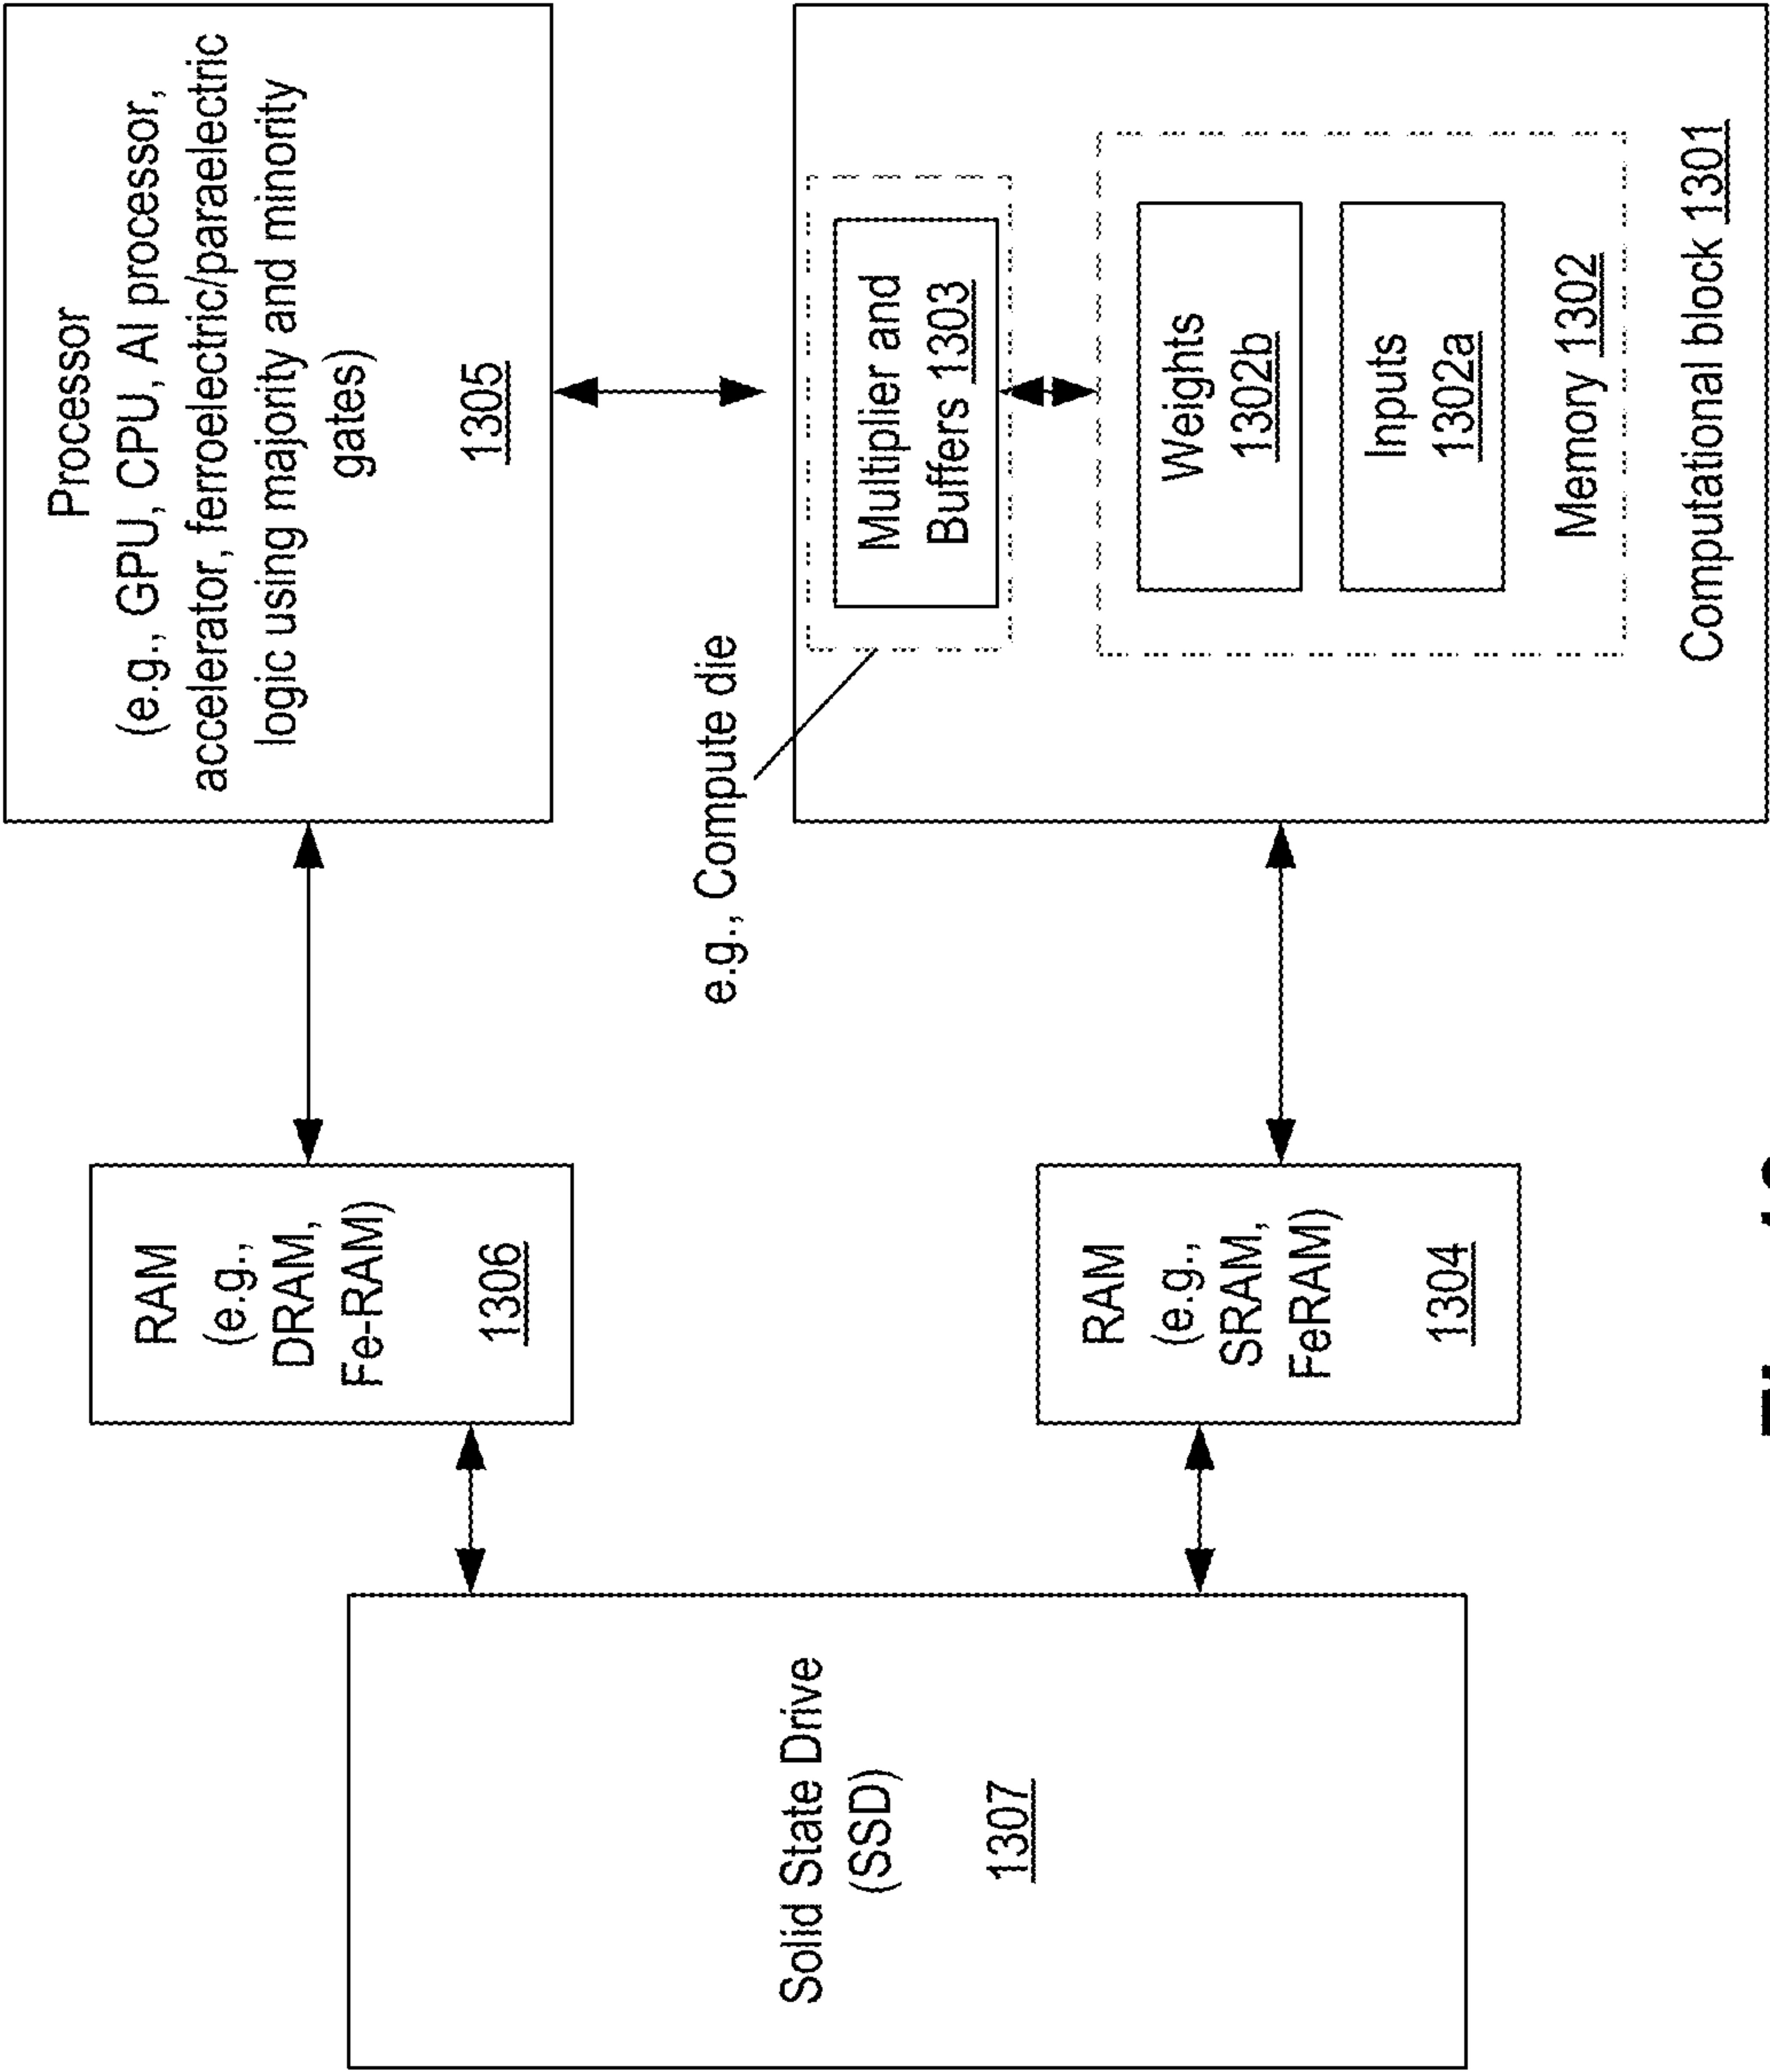 Processor
(e.g., GPU, CPU, AI processor,
accelerator, ferroelectric/paraelectric
logic using majority and minority
gates)
1305
RAM
(e.g.,
DRAM,
Fe-RAM)
1306
Solid State Drive
(SSD)
1307
e.g., Compute die
Multiplier and
Buffers 1303
Weights
1302b
Inputs
1302a
Memory 1302
Computational block 1301
RAM
(e.g.,
SRAM,
FeRAM)
1304